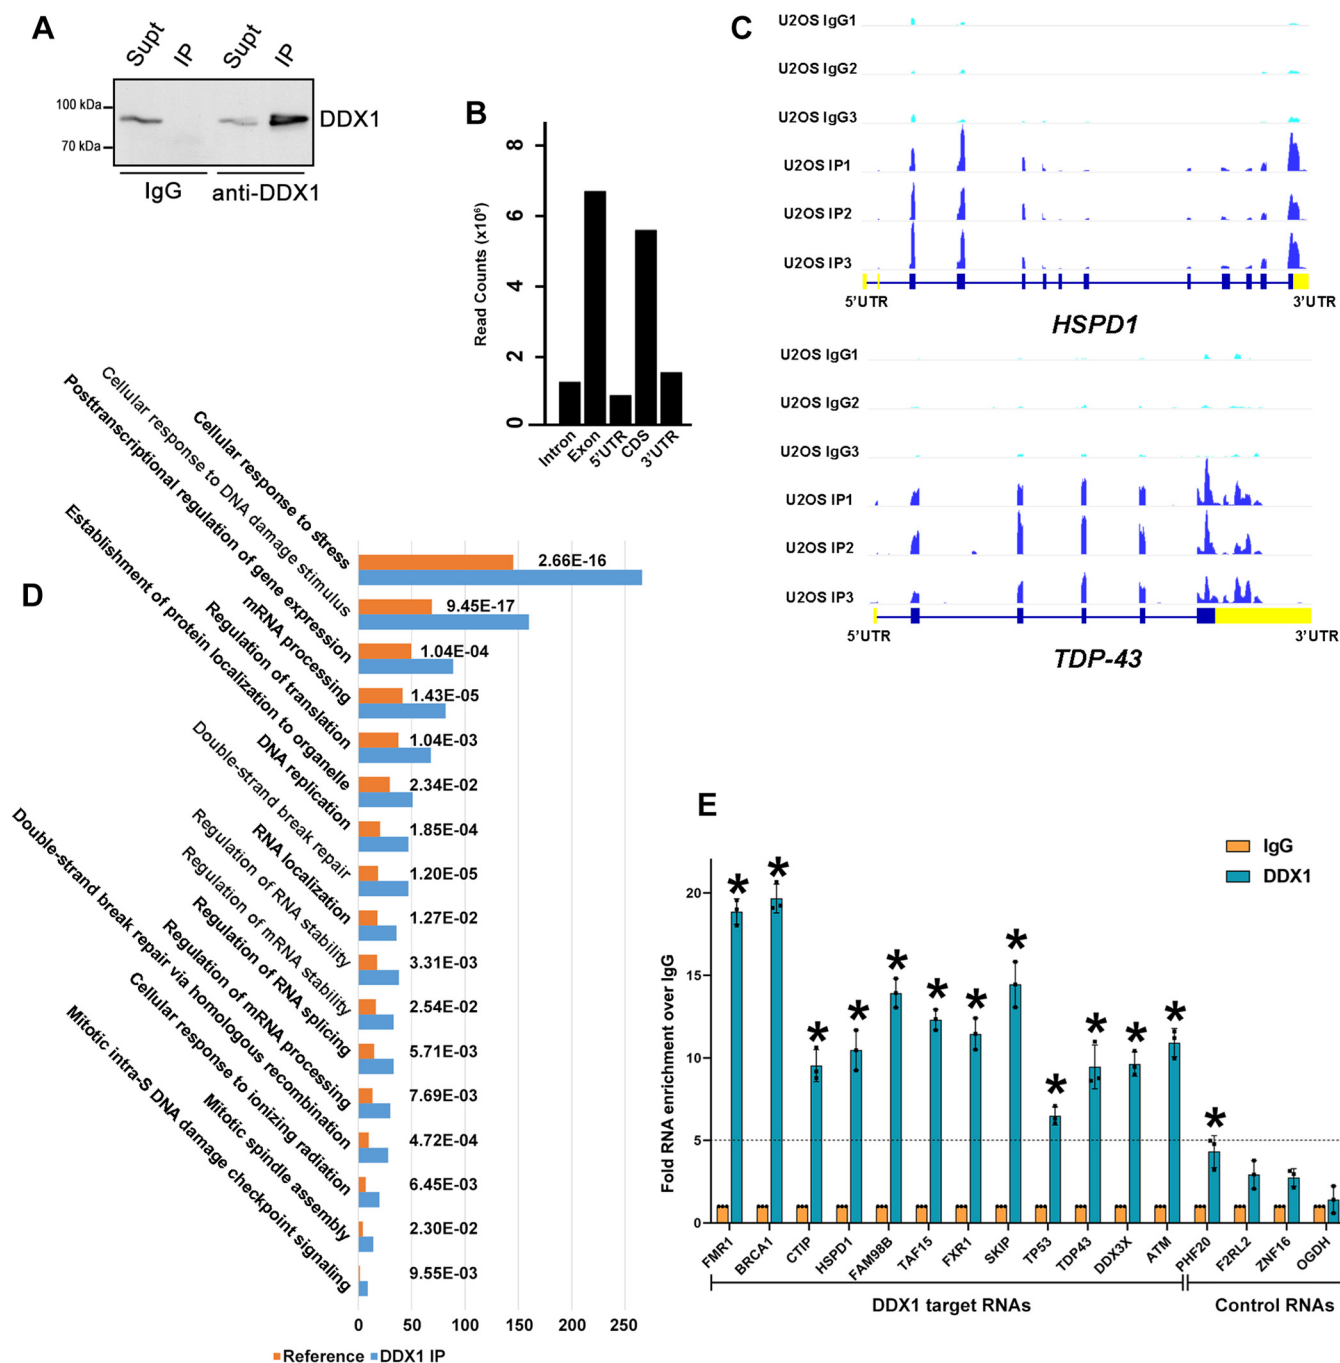 A
Supt
IP
Supt
IP
100 kDa
70 kDa
DDX1
IgG
anti-DDX1
B
Read Counts (x10⁶)
8
6
4
2
0
Intron
Exon
5'UTR
CDS
3'UTR
C
U2OS IgG1
U2OS IgG2
U2OS IgG3
U2OS IP1
U2OS IP2
U2OS IP3
5'UTR
3'UTR
HSPD1
U2OS IgG1
U2OS IgG2
U2OS IgG3
U2OS IP1
U2OS IP2
U2OS IP3
5'UTR
3'UTR
TDP-43
D
Cellular response to stress
Cellular response to DNA damage stimulus
Posttranscriptional regulation of gene expression
mRNA processing
Regulation of translation
Establishment of protein localization to organelle
DNA replication
Double-strand break repair
RNA localization
Regulation of RNA stability
Regulation of mRNA stability
Regulation of RNA splicing
Regulation of mRNA processing
Double-strand break repair via homologous recombination
Cellular response to ionizing radiation
Mitotic spindle assembly
Mitotic intra-S DNA damage checkpoint signaling
2.66E-16
9.45E-17
1.04E-04
1.43E-05
1.04E-03
2.34E-02
1.85E-04
1.20E-05
1.27E-02
3.31E-03
2.54E-02
5.71E-03
7.69E-03
4.72E-04
6.45E-03
2.30E-02
9.55E-03
0 50 100 150 200 250
Reference DDX1 IP
E
IgG
DDX1
Fold RNA enrichment over IgG
20
15
10
5
0
* * * * * * * * * * * * *
FMR1
BRCA1
CTIP
HSPD1
FAM98B
TAF15
FXR1
SKIP
TP53
TDP43
DDX3X
ATM
PHF20
F2RL2
ZNF16
OGDH
DDX1 target RNAs
Control RNAs